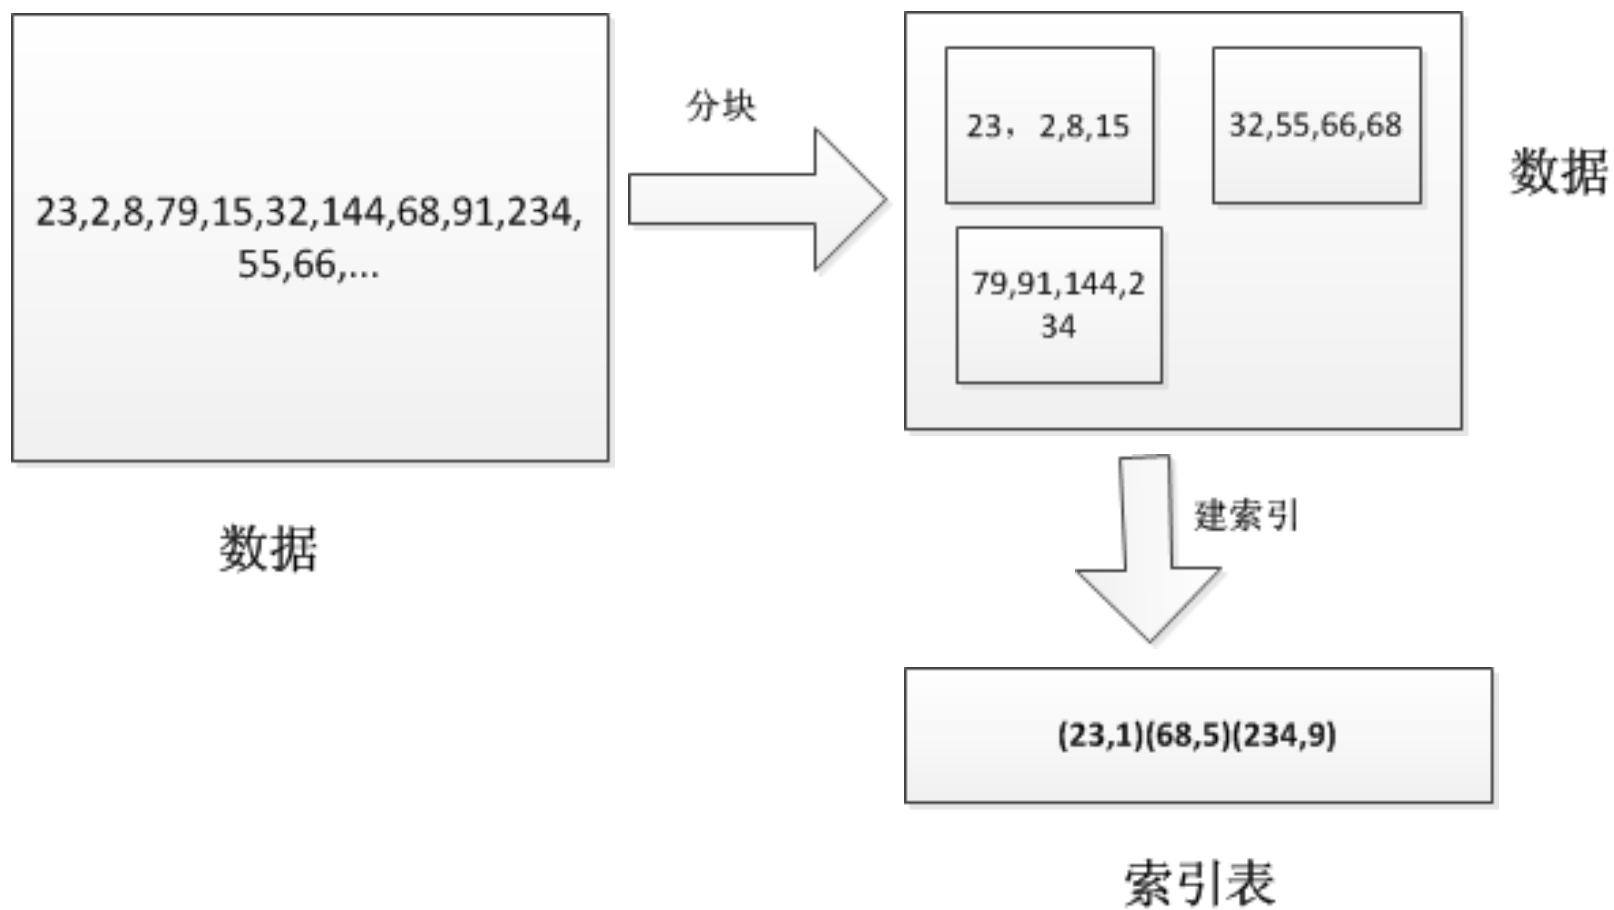 23,2,8,79,15,32,144,68,91,234,
55,66,...
数据
分块
23， 2,8,15
32,55,66,68
79,91,144,2
34
数据
建索引
(23,1)(68,5)(234,9)
索引表